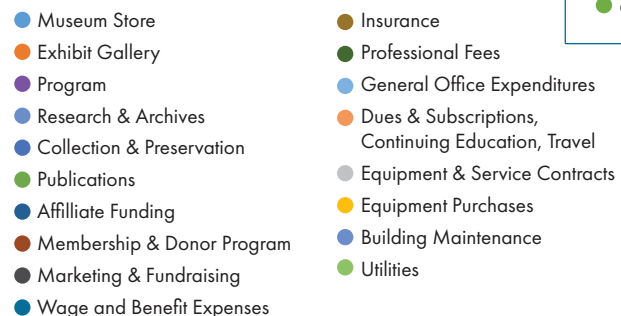 Museum Store
Exhibit Gallery
Program
Research & Archives
Collection & Preservation
Publications
Affilliate Funding
Membership & Donor Program
Marketing & Fundraising
Wage and Benefit Expenses
Insurance
Professional Fees
General Office Expenditures
Dues & Subscriptions,
Continuing Education, Travel
Equipment & Service Contracts
Equipment Purchases
Building Maintenance
Utilities